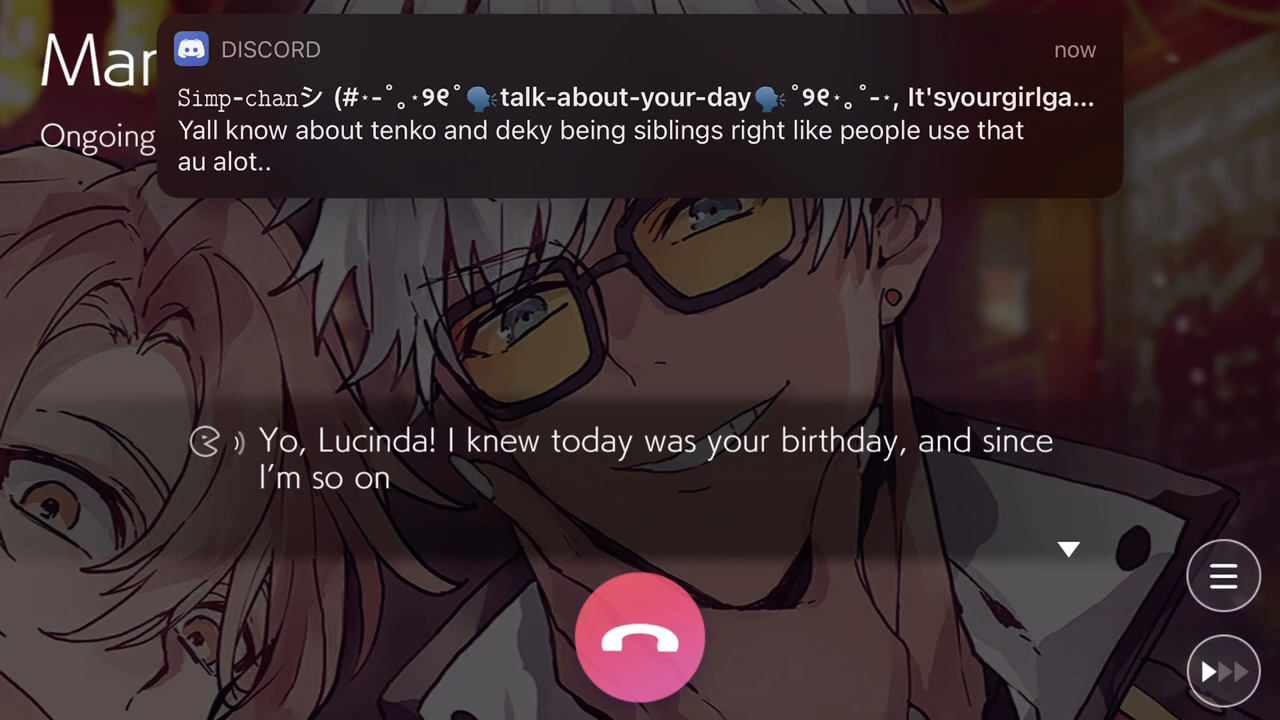 Mar
Ongoing
DISCORD
now
Simp-chanシ (#⋆˗˚｡⋆୨୧˚🗣talk-about-your-day🗣˚୨୧⋆｡˚˗⋆, It'syourgirlga...
Yall know about tenko and deky being siblings right like people use that
au alot..
Yo, Lucinda! I knew today was your birthday, and since
I'm so on